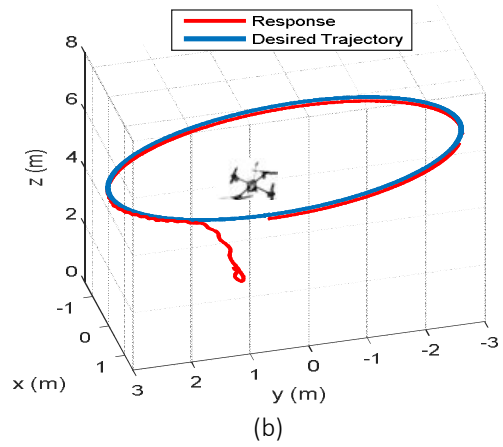 Response
Desired Trajectory
8
6
4
2
0
z (m)
-1
0
1
x (m)
3
2
1
0
-1
-2
-3
y (m)
(b)